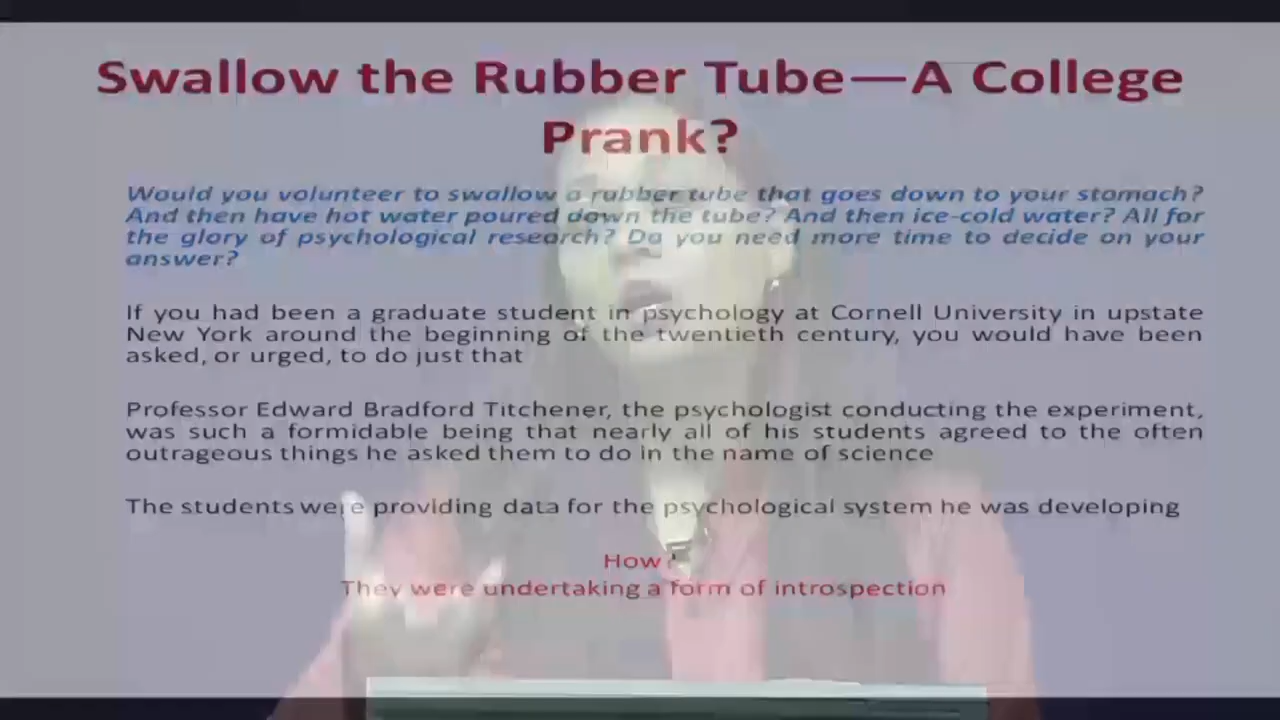 Swallow the Rubber Tube—A College
Prank?
Would you volunteer to swallow a rubber tube that goes down to your stomach?
And then have hot water poured down the tube? And then ice-cold water? All for
the glory of psychological research? Do you need more time to decide on your
answer?
If you had been a graduate student in psychology at Cornell University in upstate
New York around the beginning of the twentieth century, you would have been
asked, or urged, to do just that
Professor Edward Bradford Titchener, the psychologist conducting the experiment,
was such a formidable being that nearly all of his students agreed to the often
outrageous things he asked them to do in the name of science
The students were providing data for the psychological system he was developing
How?
They were undertaking a form of introspection